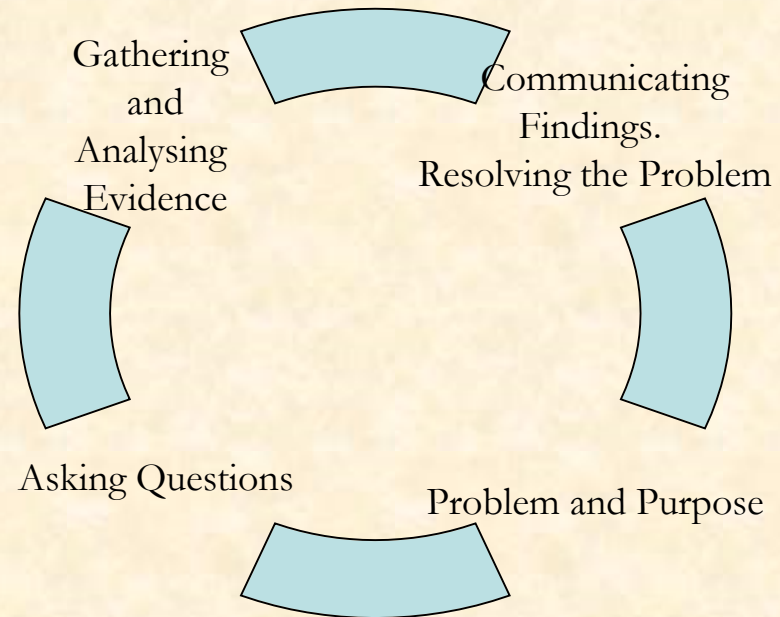 Gathering
and
Analysing
Evidence
Communicating
Findings.
Resolving the Problem
Asking Questions
Problem and Purpose